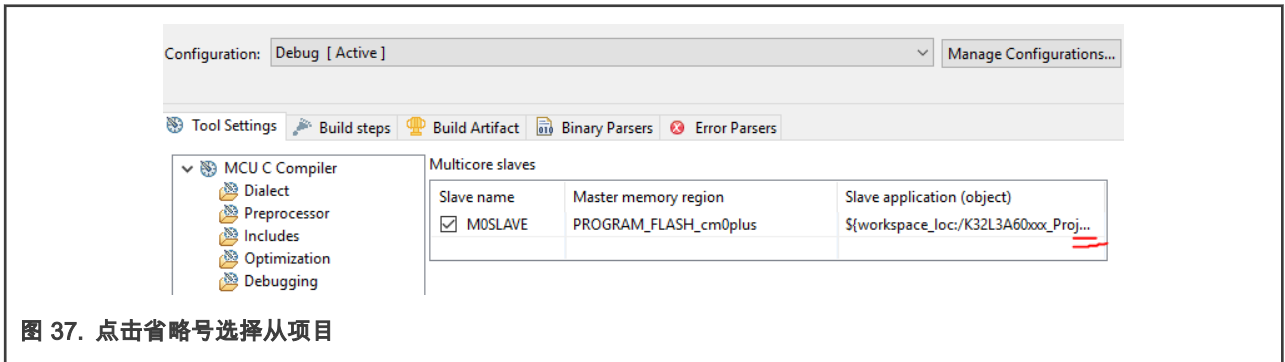 Configuration: Debug [ Active ] Manage Configurations...
Tool Settings Build steps Build Artifact Binary Parsers Error Parsers
MCU C Compiler
Dialect
Preprocessor
Includes
Optimization
Debugging
Multicore slaves
Slave name Master memory region Slave application (object)
M0SLAVE PROGRAM_FLASH_cm0plus ${workspace_loc:/K32L3A60xxx_Proj...
图 37. 点击省略号选择从项目